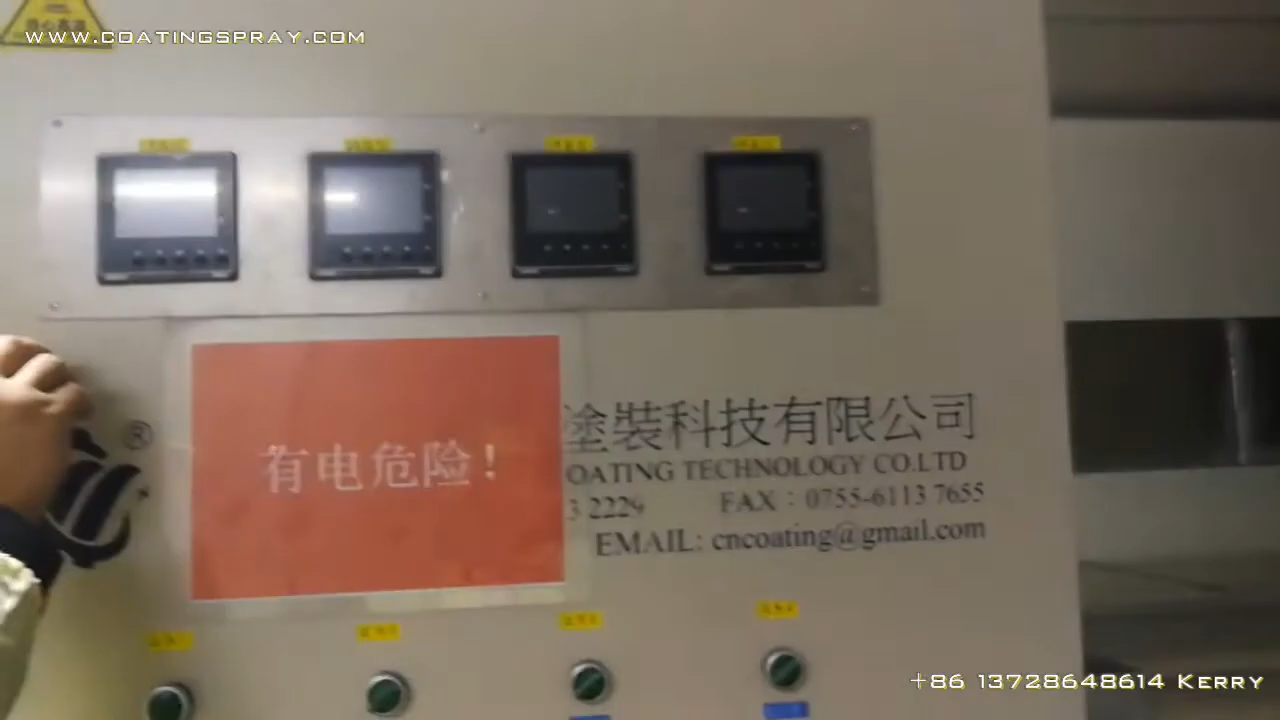 www.coatingspray.com
®
有电危险!
塗裝科技有限公司
OATING TECHNOLOGY CO.LTD
3 2229 FAX:0755-6113 7655
EMAIL: cncoating@gmail.com
+86 13728648614 Kerry